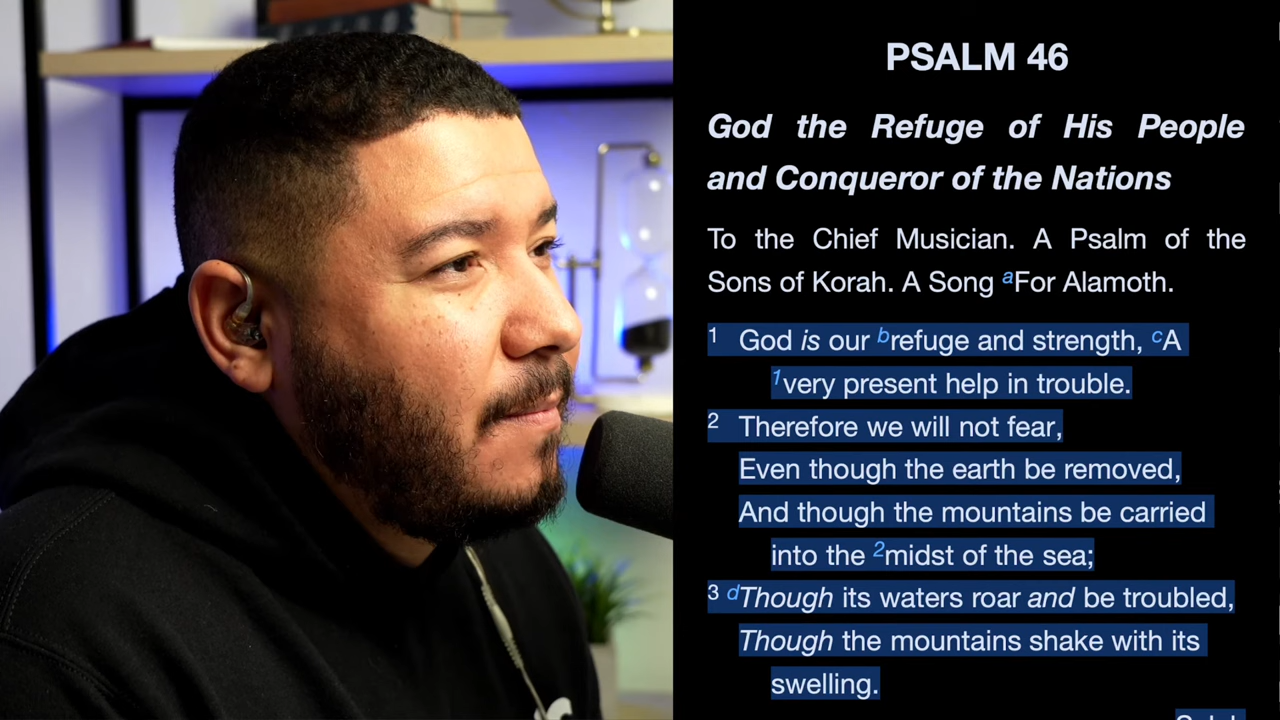 PSALM 46
God the Refuge of His People
and Conqueror of the Nations
To the Chief Musician. A Psalm of the
Sons of Korah. A Song aFor Alamoth.
1 God is our brefuge and strength, cA
1very present help in trouble.
2 Therefore we will not fear,
Even though the earth be removed,
And though the mountains be carried
into the 2midst of the sea;
3 dThough its waters roar and be troubled,
Though the mountains shake with its
swelling.